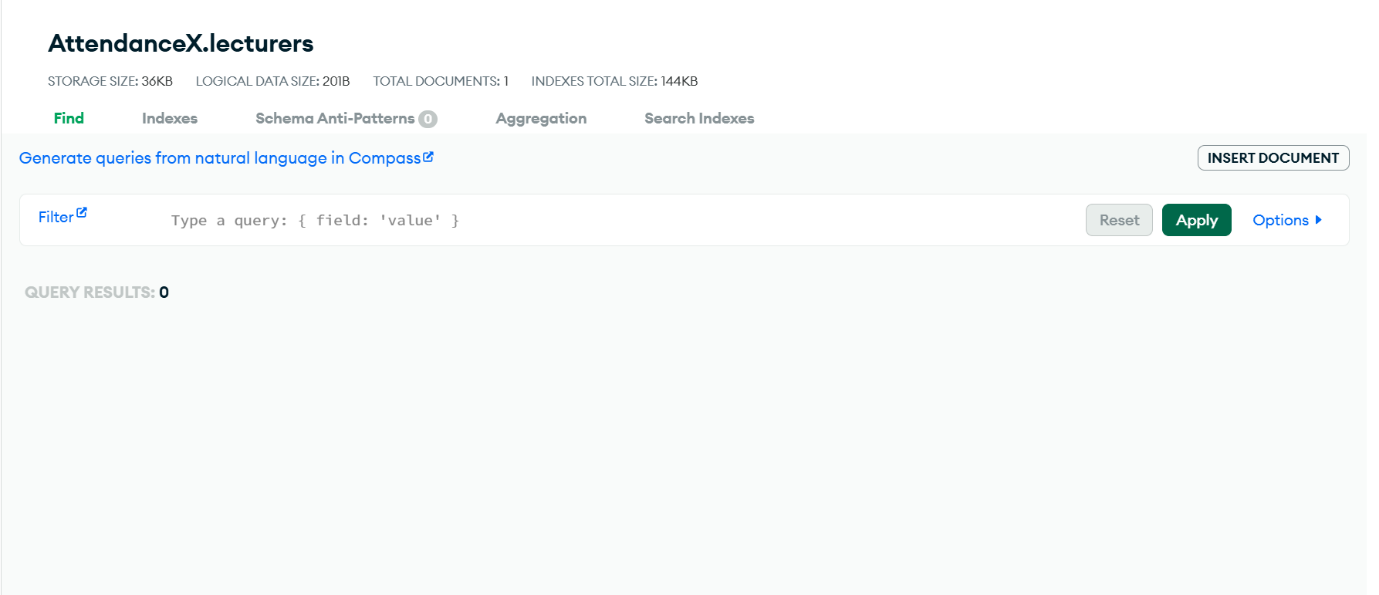 AttendanceX.lecturers
STORAGE SIZE: 36KB LOGICAL DATA SIZE: 201B TOTAL DOCUMENTS: 1 INDEXES TOTAL SIZE: 144KB
Find Indexes Schema Anti-Patterns 0 Aggregation Search Indexes
Generate queries from natural language in Compass INSERT DOCUMENT
Filter Type a query: { field: 'value' } Reset Apply Options
QUERY RESULTS: 0